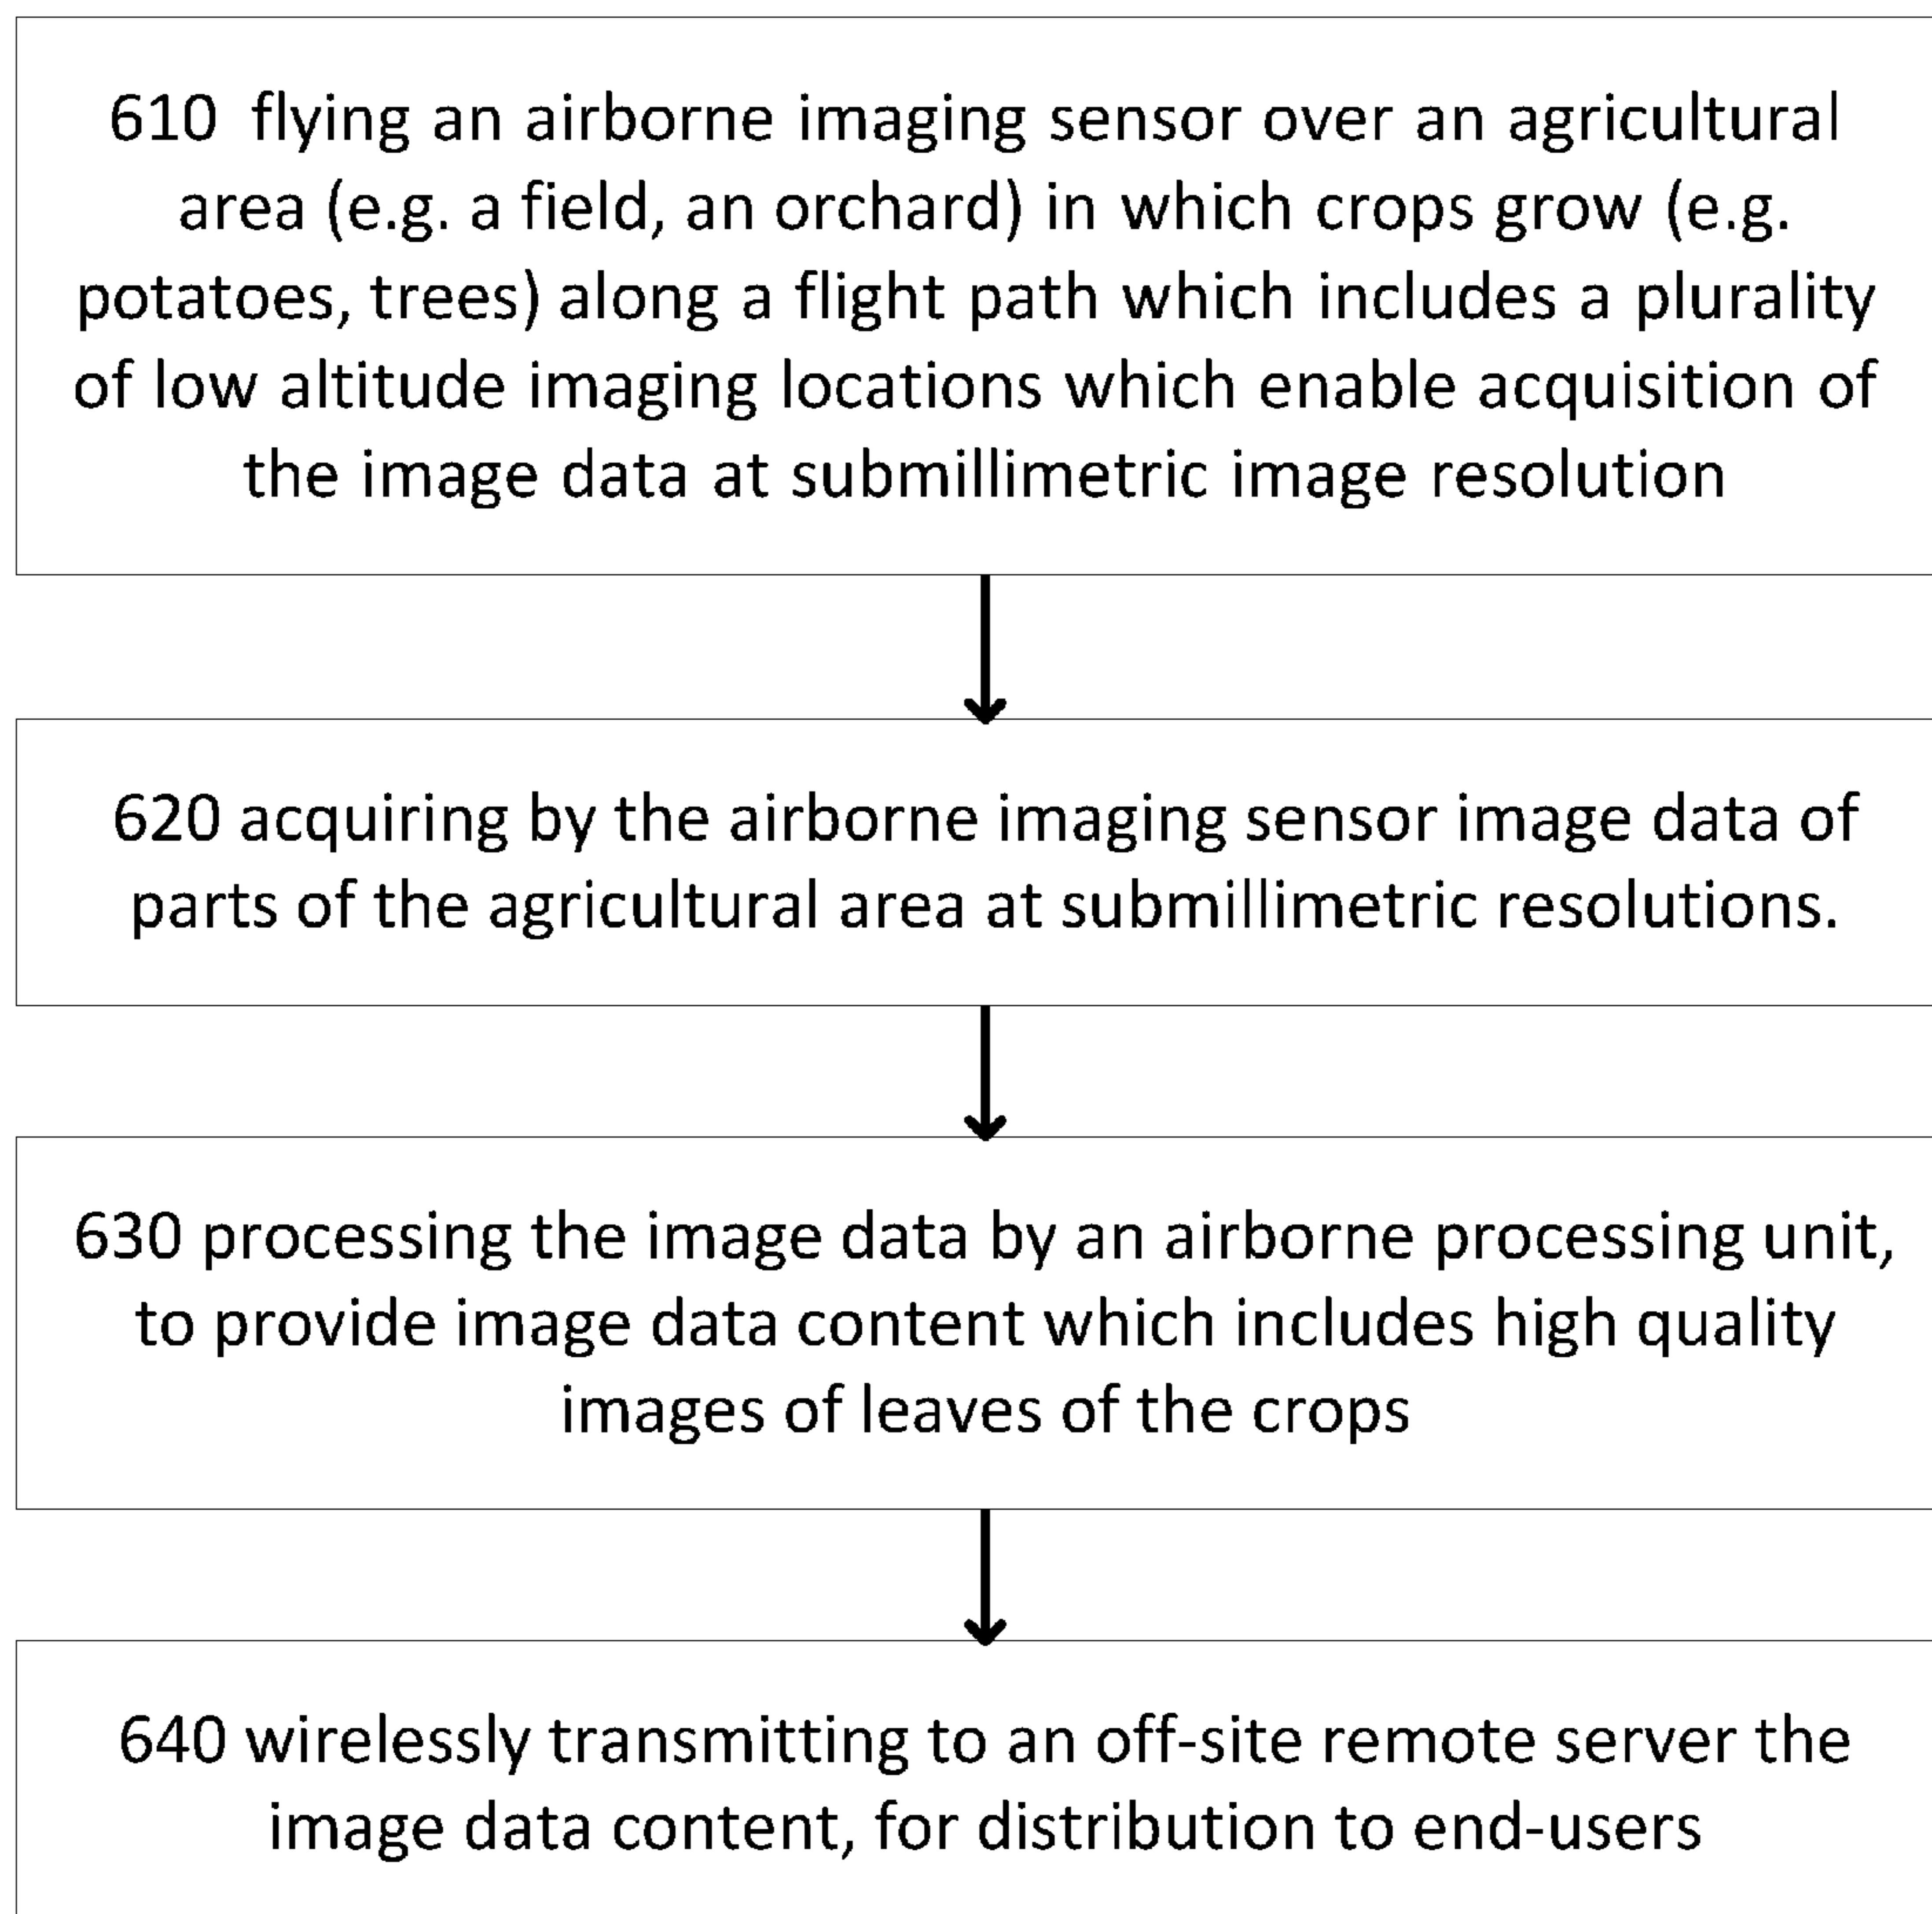 610 flying an airborne imaging sensor over an agricultural
area (e.g. a field, an orchard) in which crops grow (e.g.
potatoes, trees) along a flight path which includes a plurality
of low altitude imaging locations which enable acquisition of
the image data at submillimetric image resolution
620 acquiring by the airborne imaging sensor image data of
parts of the agricultural area at submillimetric resolutions.
630 processing the image data by an airborne processing unit,
to provide image data content which includes high quality
images of leaves of the crops
640 wirelessly transmitting to an off-site remote server the
image data content, for distribution to end-users